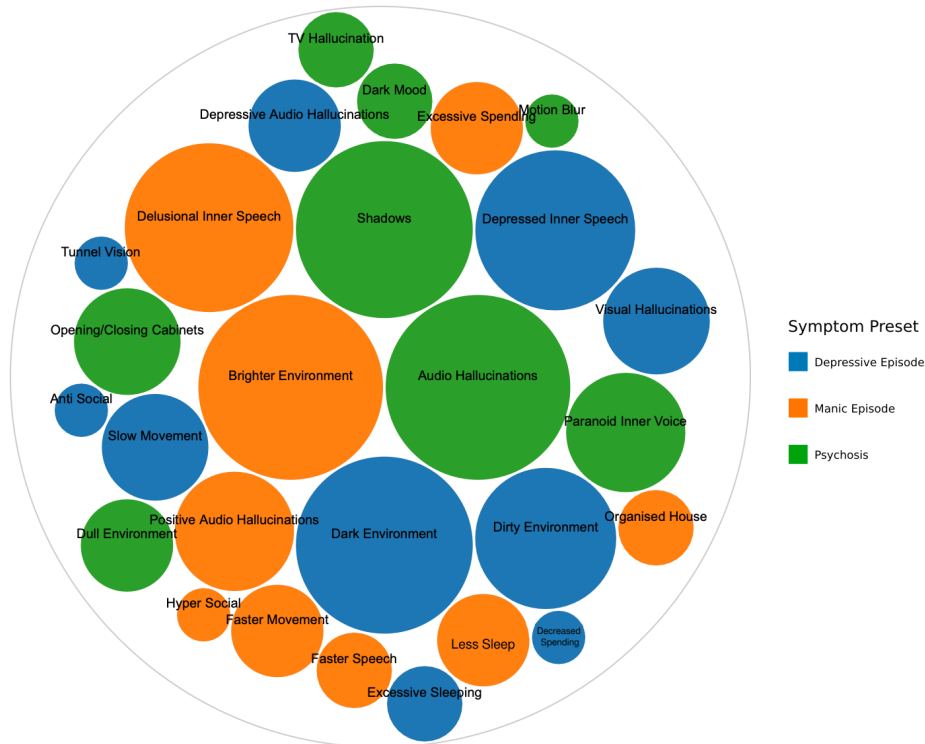 TV Hallucination
Dark Mood
Depressive Audio Hallucinations
Excessive Spending
Motion Blur
Delusional Inner Speech
Shadows
Depressed Inner Speech
Tunnel Vision
Visual Hallucinations
Opening/Closing Cabinets
Brighter Environment
Audio Hallucinations
Anti Social
Paranoid Inner Voice
Slow Movement
Positive Audio Hallucinations
Organised House
Dull Environment
Dark Environment
Dirty Environment
Hyper Social
Faster Movement
Decreased
Spending
Less Sleep
Faster Speech
Excessive Sleeping
Symptom Preset
Depressive Episode
Manic Episode
Psychosis